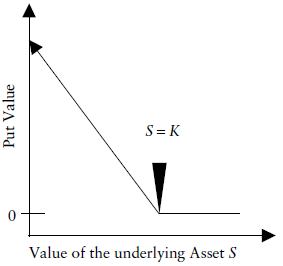 Put Value
S = K
0
Value of the underlying Asset S